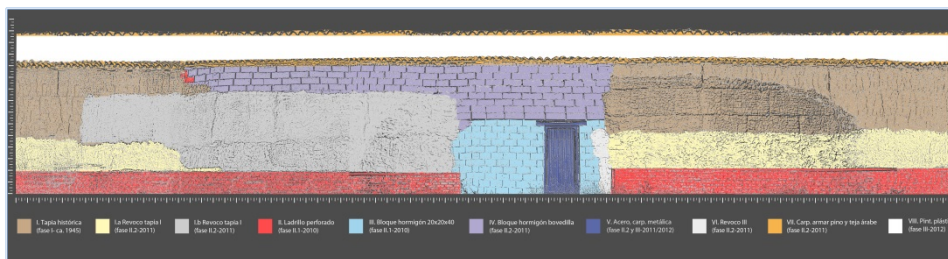 I. Tapia histórica
(fase I- ca. 1945)
I.a Revoco tapia I
(fase II.2-2011)
I.b Revoco tapia I
(fase II.2-2011)
II. Ladrillo perforado
(fase II.1-2010)
III. Bloque hormigón 20x20x40
(fase II.1-2010)
IV. Bloque hormigón bovedilla
(fase II.2-2011)
V. Acero, carp. metálica
(fase II.2 y III-2011/2012)
VI. Revoco III
(fase II.2-2011)
VII. Carp. armar pino y teja árabe
(fase II.2-2011)
VIII. Pint. plást
(fase III-2012)